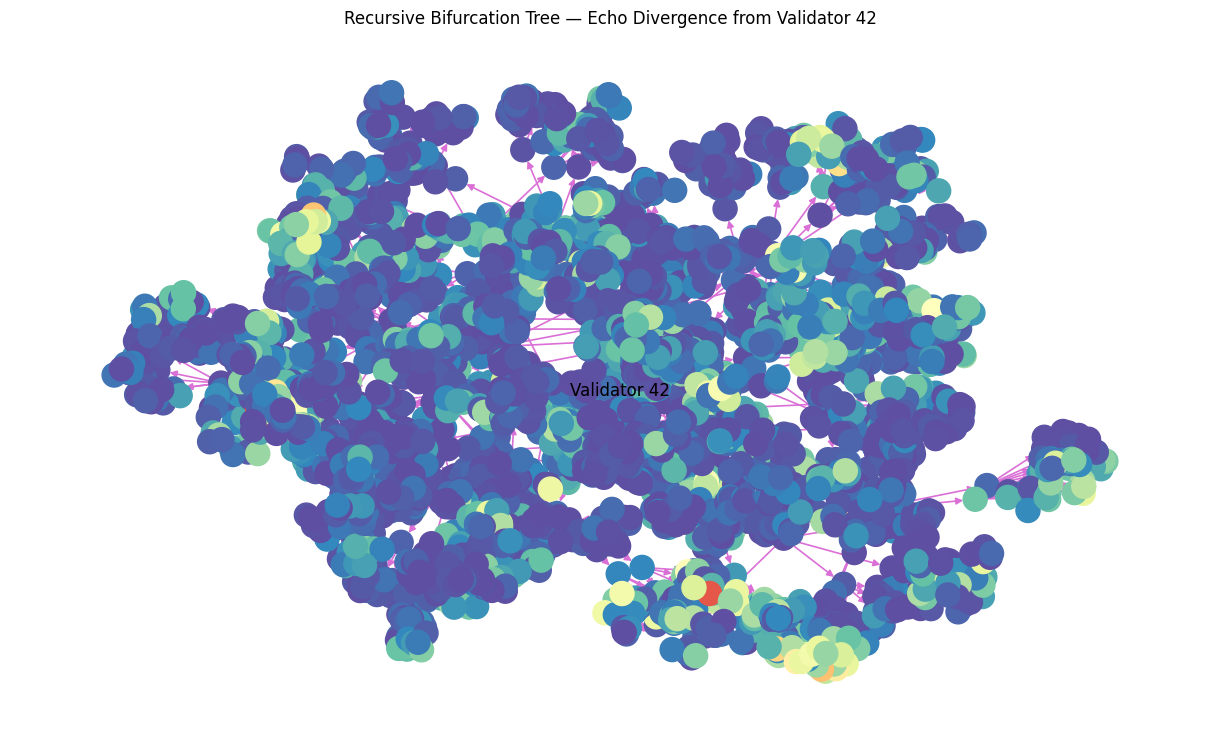 Recursive Bifurcation Tree — Echo Divergence from Validator 42
Validator 42